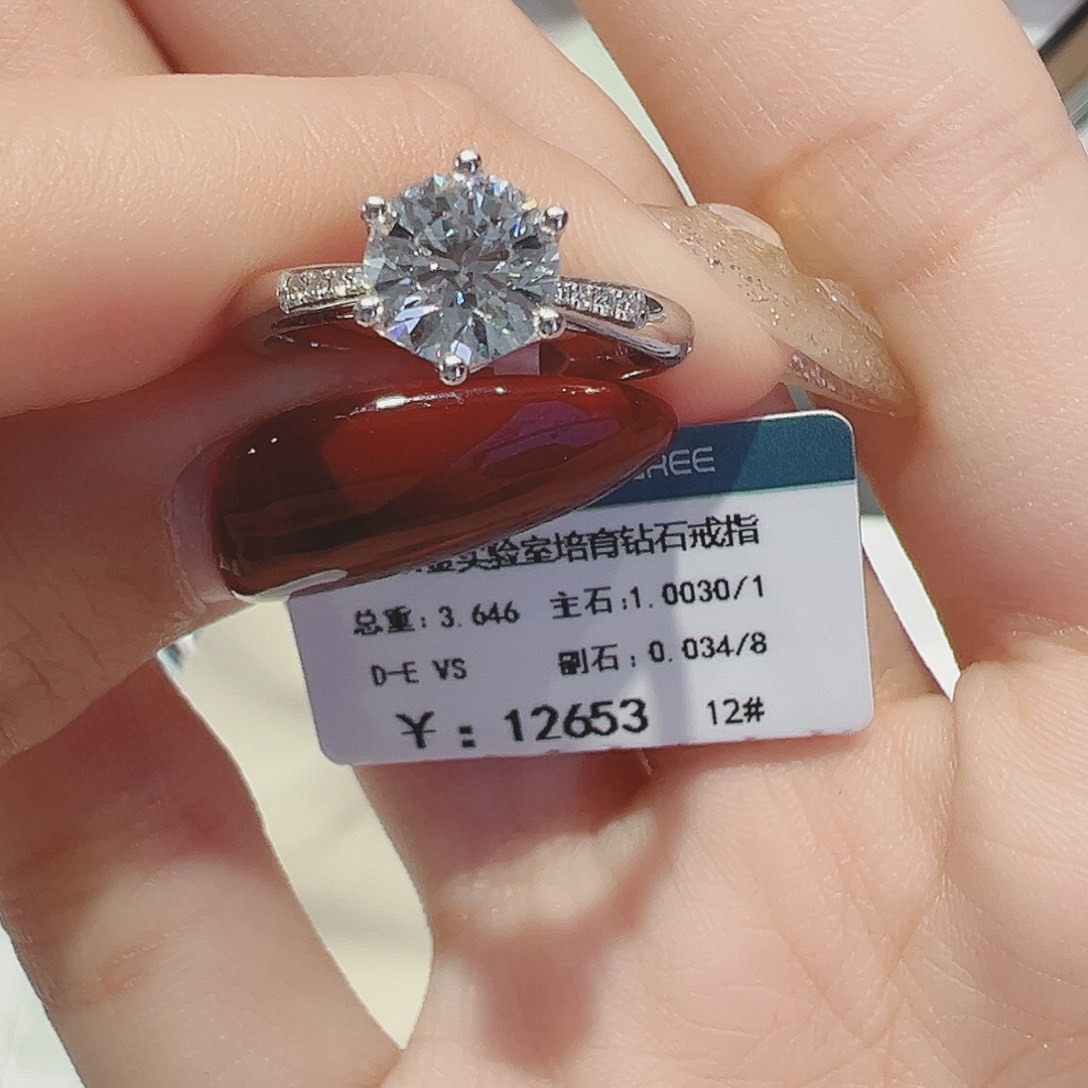 实验室培育钻石戒指
总重:3.646 主石:1.0030/1
D-E VS 副石:0.034/8
¥:12653 12#